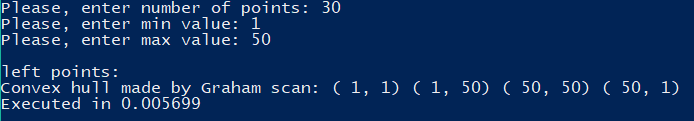 Please, enter number of points: 30
Please, enter min value: 1
Please, enter max value: 50
left points:
Convex hull made by Graham scan: ( 1, 1) ( 1, 50) ( 50, 50) ( 50, 1)
Executed in 0.005699